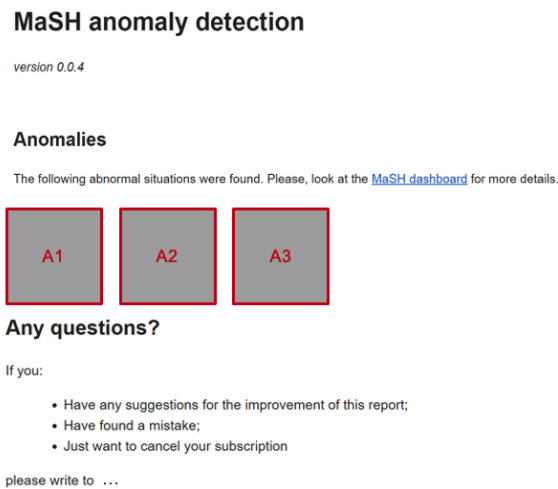 MaSH anomaly detection
version 0.0.4
Anomalies
The following abnormal situations were found. Please, look at the MaSH dashboard for more details.
A1 A2 A3
Any questions?
If you:
• Have any suggestions for the improvement of this report;
• Have found a mistake;
• Just want to cancel your subscription
please write to ...